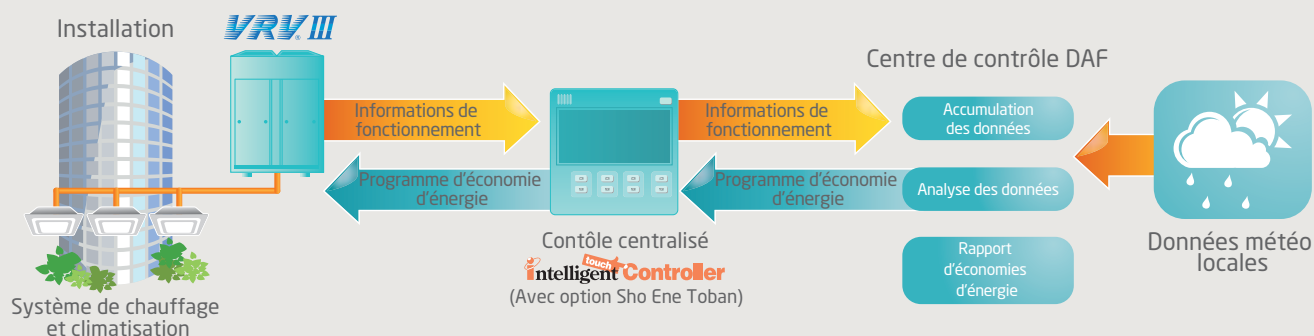 Installation
VRV III
Système de chauffage
et climatisation
Informations de
fonctionnement
Programme d'économie
d'énergie
Contôle centralisé
intelligent touch Controller
(Avec option Sho Ene Toban)
Informations de
fonctionnement
Programme d'économie
d'énergie
Centre de contrôle DAF
Accumulation
des données
Analyse des données
Rapport
d'économies
d'énergie
Données météo
locales